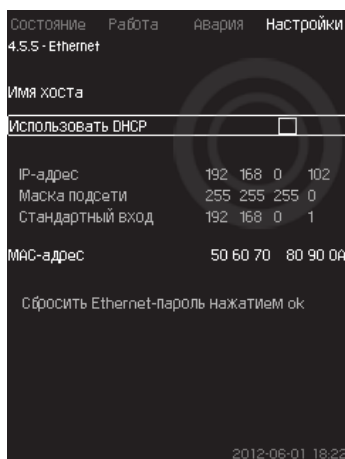 Состояние Работа Авария Настройки
4.5.5 - Ethernet
Имя хоста
Использовать DHCP
IP-адрес 192 168 0 102
Маска подсети 255 255 255 0
Стандартный вход 192 168 0 1
MAC-адрес 50 60 70 80 90 0A
Сбросить Ethernet-пароль нажатием ok
2012-06-01 18:22